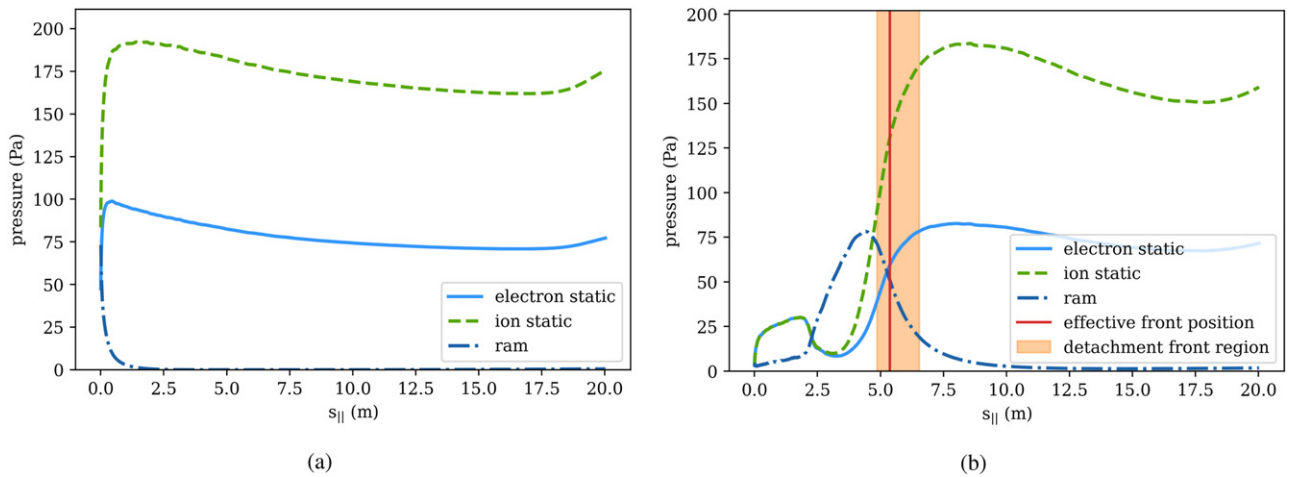 200
175
150
125
100
75
50
25
0
pressure (Pa)
0.0 2.5 5.0 7.5 10.0 12.5 15.0 17.5 20.0
s|| (m)
electron static
ion static
ram
(a)
200
175
150
125
100
75
50
25
0
pressure (Pa)
0.0 2.5 5.0 7.5 10.0 12.5 15.0 17.5 20.0
s|| (m)
electron static
ion static
ram
effective front position
detachment front region
(b)